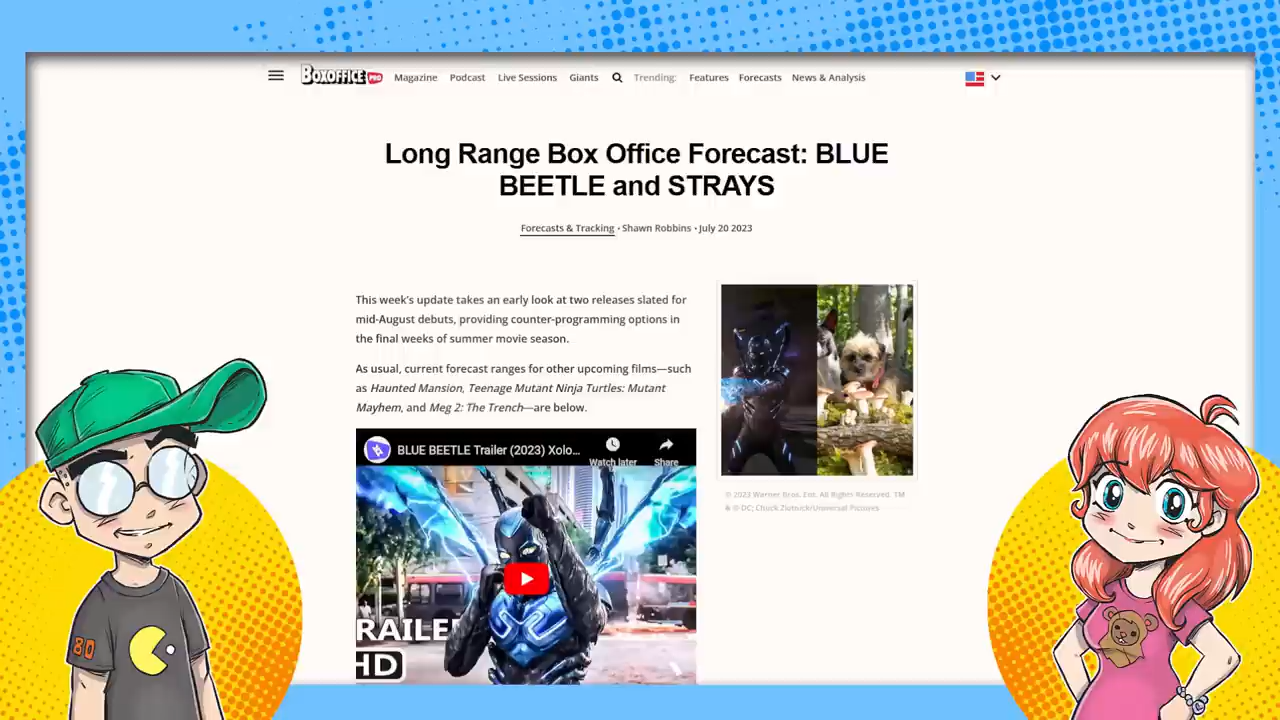 BOXOFFICE PRO
Magazine Podcast Live Sessions Giants Trending: Features Forecasts News & Analysis
Long Range Box Office Forecast: BLUE
BEETLE and STRAYS
Forecasts & Tracking • Shawn Robbins • July 20 2023
This week's update takes an early look at two releases slated for
mid-August debuts, providing counter-programming options in
the final weeks of summer movie season.
As usual, current forecast ranges for other upcoming films—such
as Haunted Mansion, Teenage Mutant Ninja Turtles: Mutant
Mayhem, and Meg 2: The Trench—are below.
BLUE BEETLE Trailer (2023) Xolo...
Watch later Share
RAILE
HD
© 2023 Warner Bros. Ent. All Rights Reserved. TM
& © DC; Chuck Zlotnick/Universal Pictures
80